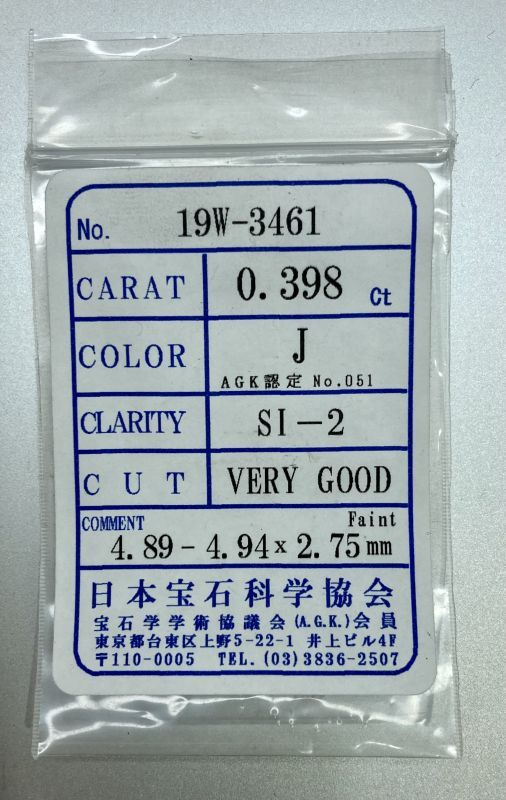 No. 19W-3461
CARAT 0.398 Ct
COLOR J
AGK認定 No.051
CLARITY SI-2
CUT VERY GOOD
COMMENT Faint
4.89 - 4.94 x 2.75 mm
日本宝石科学協会
宝石学学術協議会(A.G.K.)会員
東京都台東区上野5-22-1 井上ビル4F
〒110-0005 TEL. (03) 3836-2507